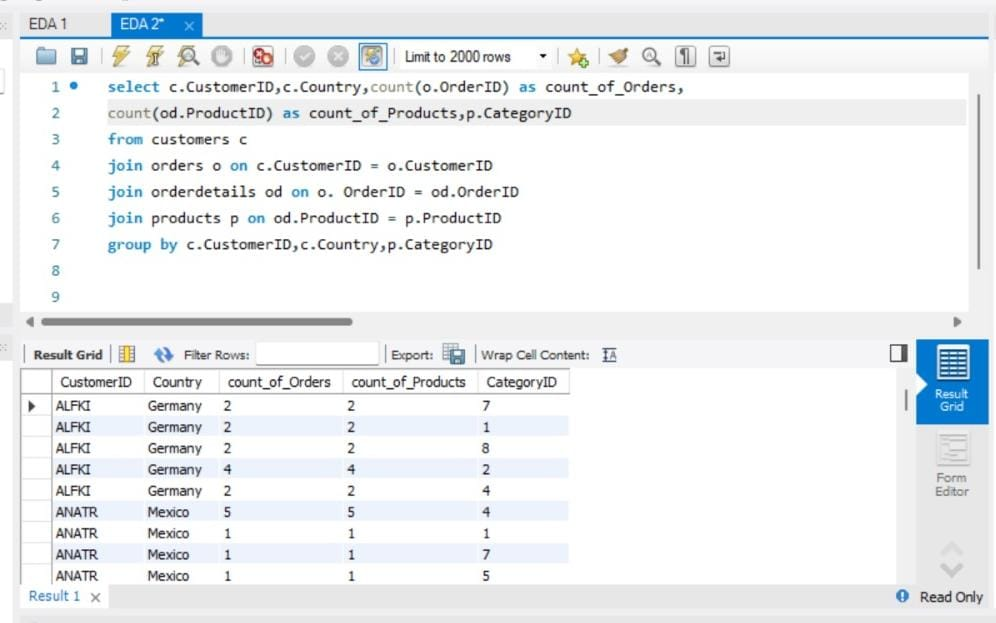 EDA 1 EDA 2* ×
Limit to 2000 rows
1 select c.CustomerID,c.Country,count(o.OrderID) as count_of_Orders,
2 count(od.ProductID) as count_of_Products,p.CategoryID
3 from customers c
4 join orders o on c.CustomerID = o.CustomerID
5 join orderdetails od on o. OrderID = od.OrderID
6 join products p on od.ProductID = p.ProductID
7 group by c.CustomerID,c.Country,p.CategoryID
8
9
Result Grid Filter Rows: Export: Wrap Cell Content: IA
CustomerID Country count_of_Orders count_of_Products CategoryID
ALFKI Germany 2 2 7
ALFKI Germany 2 2 1
ALFKI Germany 2 2 8
ALFKI Germany 4 4 2
ALFKI Germany 2 2 4
ANATR Mexico 5 5 4
ANATR Mexico 1 1 1
ANATR Mexico 1 1 7
ANATR Mexico 1 1 5
Result
Grid
Form
Editor
Result 1 × Read Only